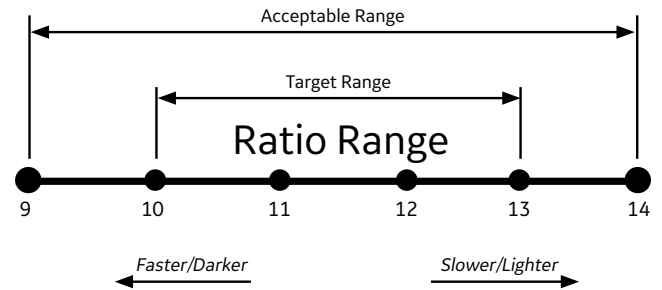 Acceptable Range
Target Range
Ratio Range
9 10 11 12 13 14
Faster/Darker Slower/Lighter